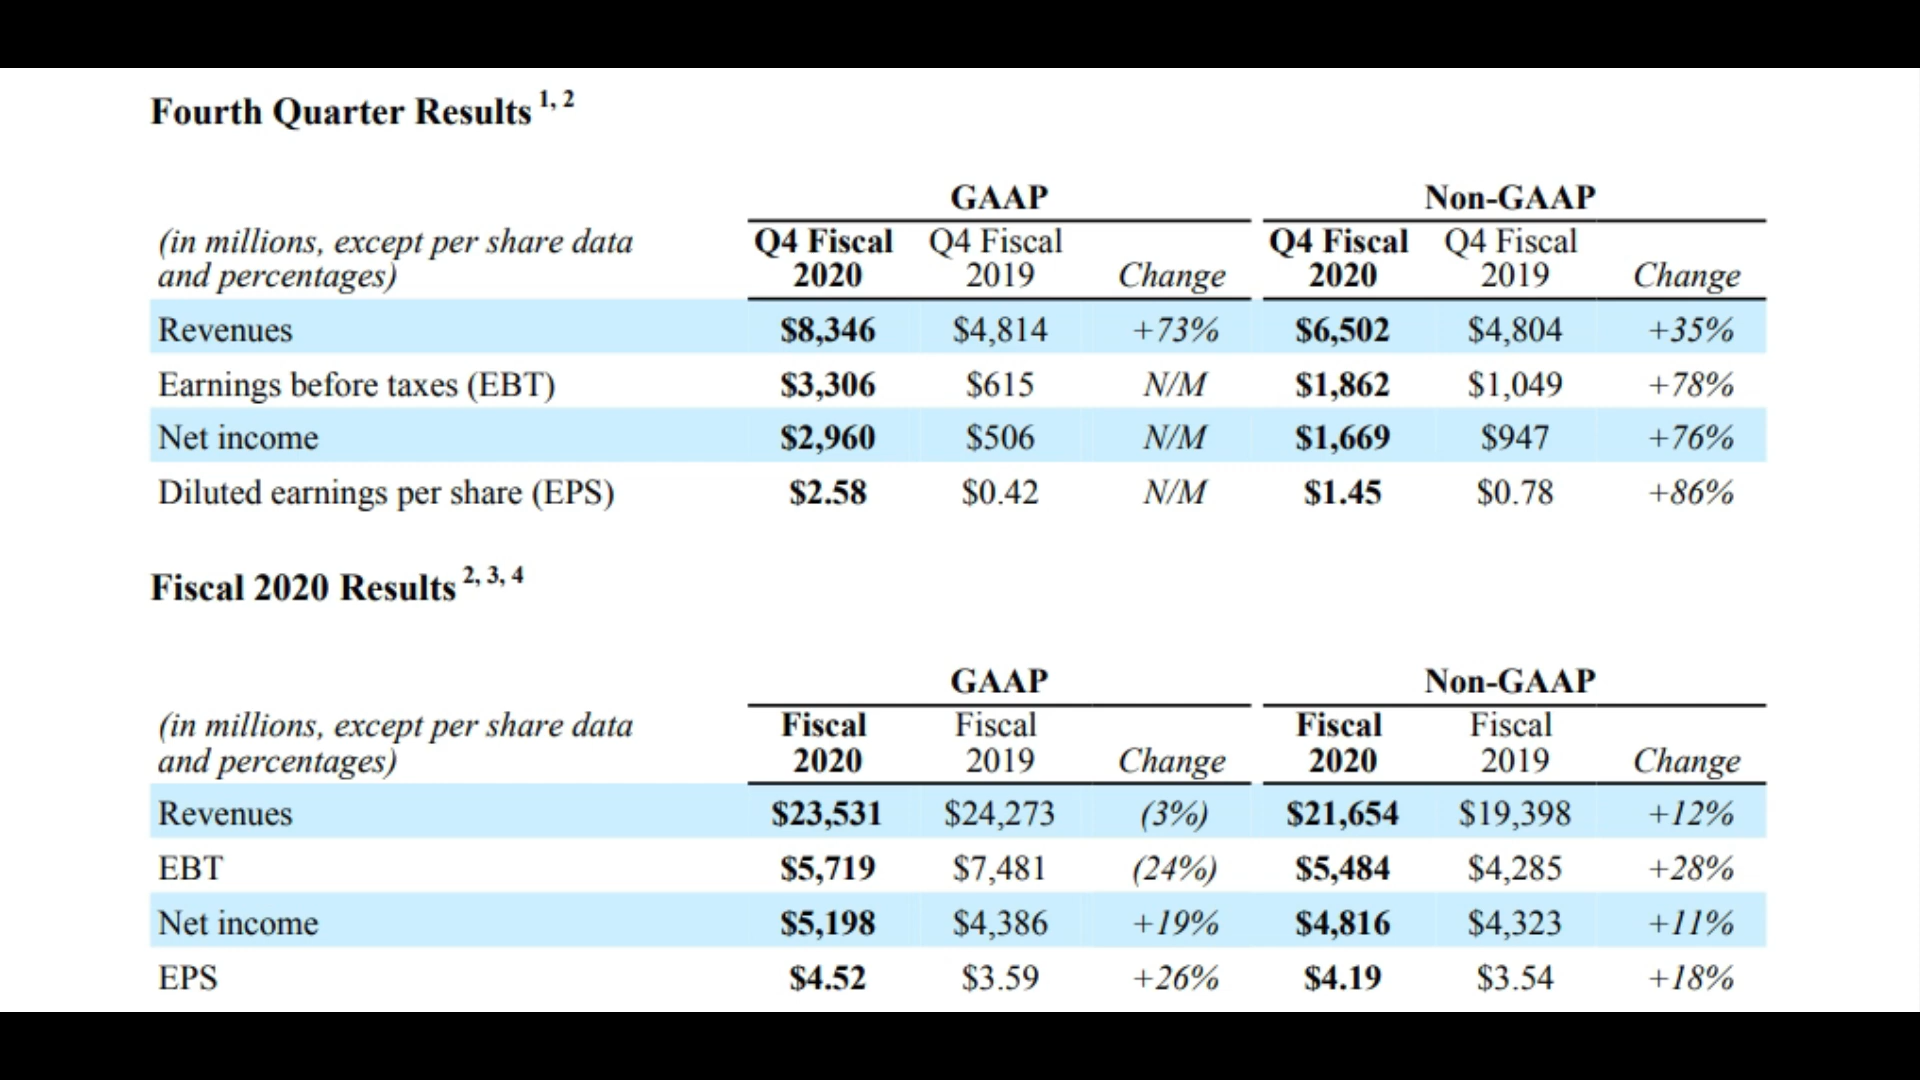 Fourth Quarter Results 1, 2
GAAP Non-GAAP
(in millions, except per share data and percentages) Q4 Fiscal 2020 Q4 Fiscal 2019 Change Q4 Fiscal 2020 Q4 Fiscal 2019 Change
Revenues $8,346 $4,814 +73% $6,502 $4,804 +35%
Earnings before taxes (EBT) $3,306 $615 N/M $1,862 $1,049 +78%
Net income $2,960 $506 N/M $1,669 $947 +76%
Diluted earnings per share (EPS) $2.58 $0.42 N/M $1.45 $0.78 +86%
Fiscal 2020 Results 2, 3, 4
GAAP Non-GAAP
(in millions, except per share data and percentages) Fiscal 2020 Fiscal 2019 Change Fiscal 2020 Fiscal 2019 Change
Revenues $23,531 $24,273 (3%) $21,654 $19,398 +12%
EBT $5,719 $7,481 (24%) $5,484 $4,285 +28%
Net income $5,198 $4,386 +19% $4,816 $4,323 +11%
EPS $4.52 $3.59 +26% $4.19 $3.54 +18%